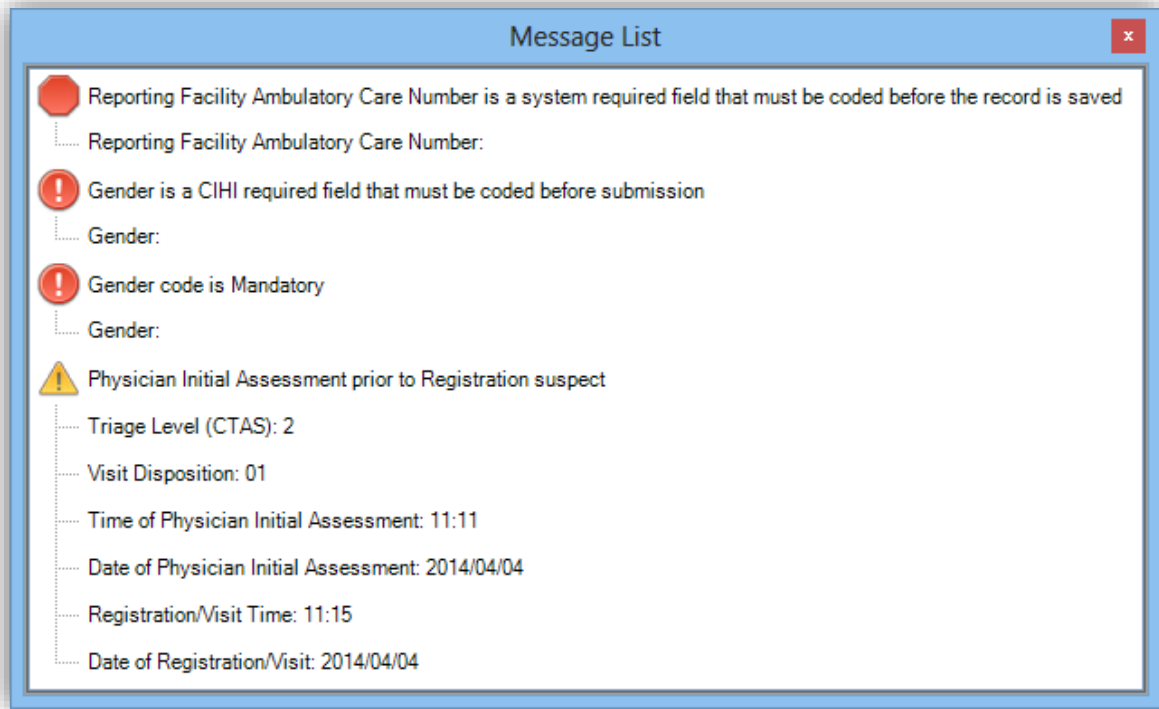 Message List
x
Reporting Facility Ambulatory Care Number is a system required field that must be coded before the record is saved
Reporting Facility Ambulatory Care Number:
! Gender is a CIHI required field that must be coded before submission
Gender:
! Gender code is Mandatory
Gender:
! Physician Initial Assessment prior to Registration suspect
Triage Level (CTAS): 2
Visit Disposition: 01
Time of Physician Initial Assessment: 11:11
Date of Physician Initial Assessment: 2014/04/04
Registration/Visit Time: 11:15
Date of Registration/Visit: 2014/04/04